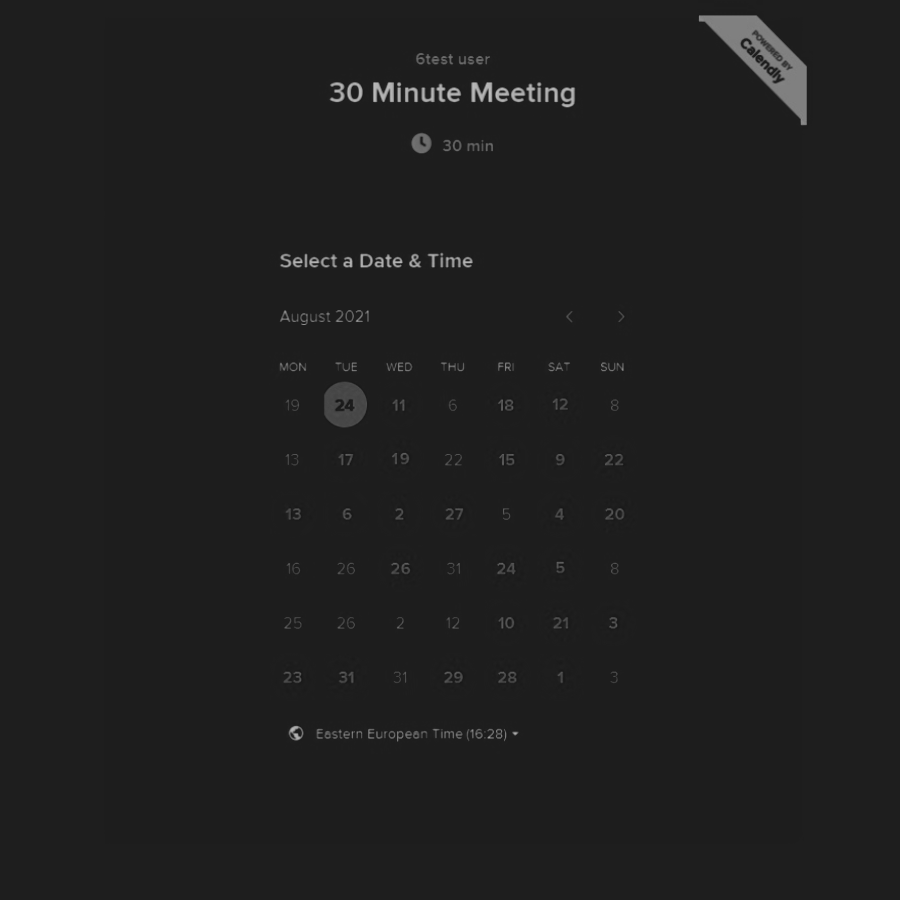 POWERED BY
Calendly
6test user
30 Minute Meeting
30 min
Select a Date & Time
August 2021
MON TUE WED THU FRI SAT SUN
19 24 11 6 18 12 8
13 17 19 22 15 9 22
13 6 2 27 5 4 20
16 26 26 31 24 5 8
25 26 2 12 10 21 3
23 31 31 29 28 1 3
Eastern European Time (16:28)